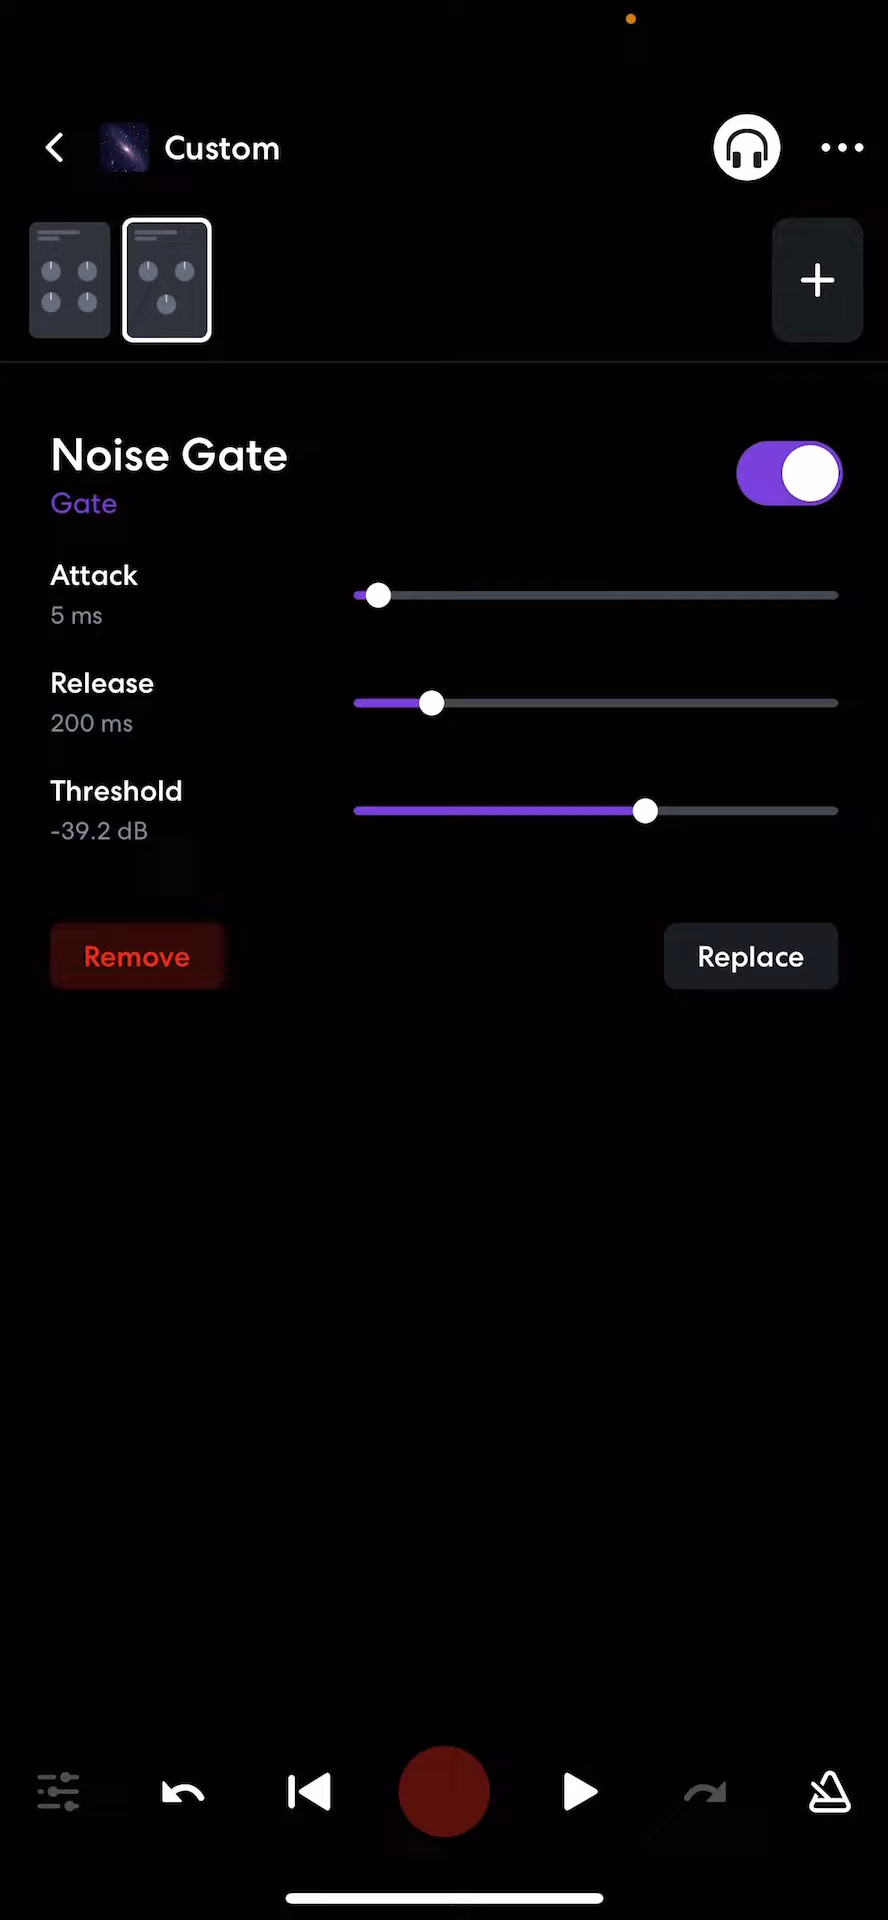 Custom
Noise Gate
Gate
Attack
5 ms
Release
200 ms
Threshold
-39.2 dB
Remove
Replace